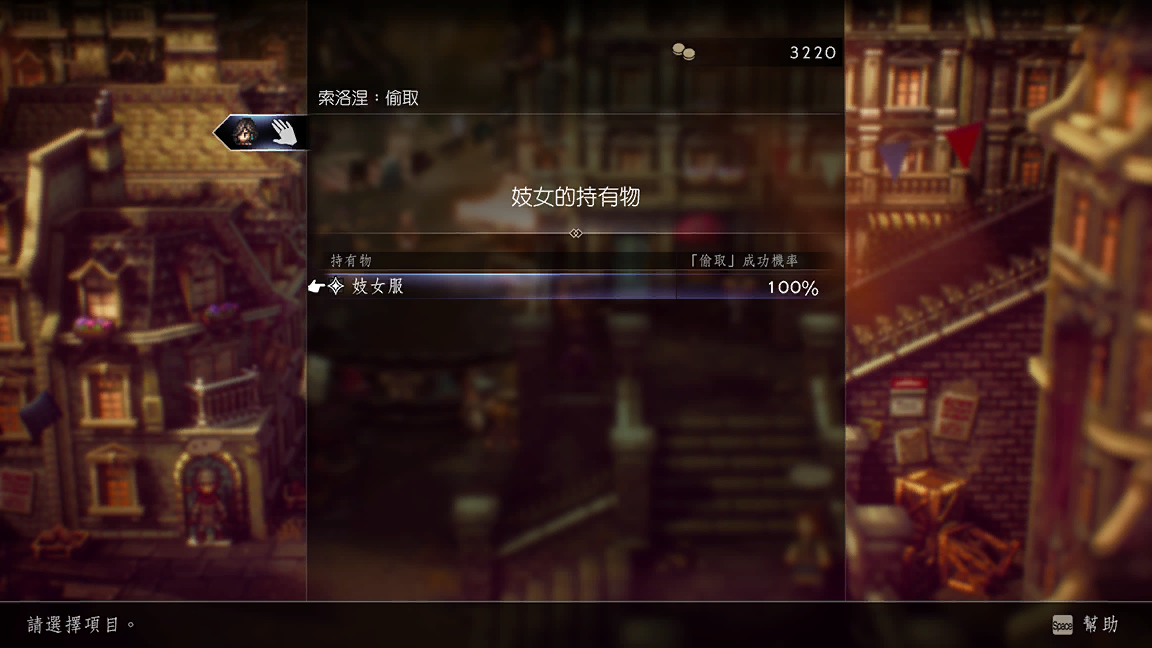 3220
索洛涅：偷取
妓女的持有物
持有物 「偷取」成功機率
妓女服 100%
請選擇項目。
Space 幫助